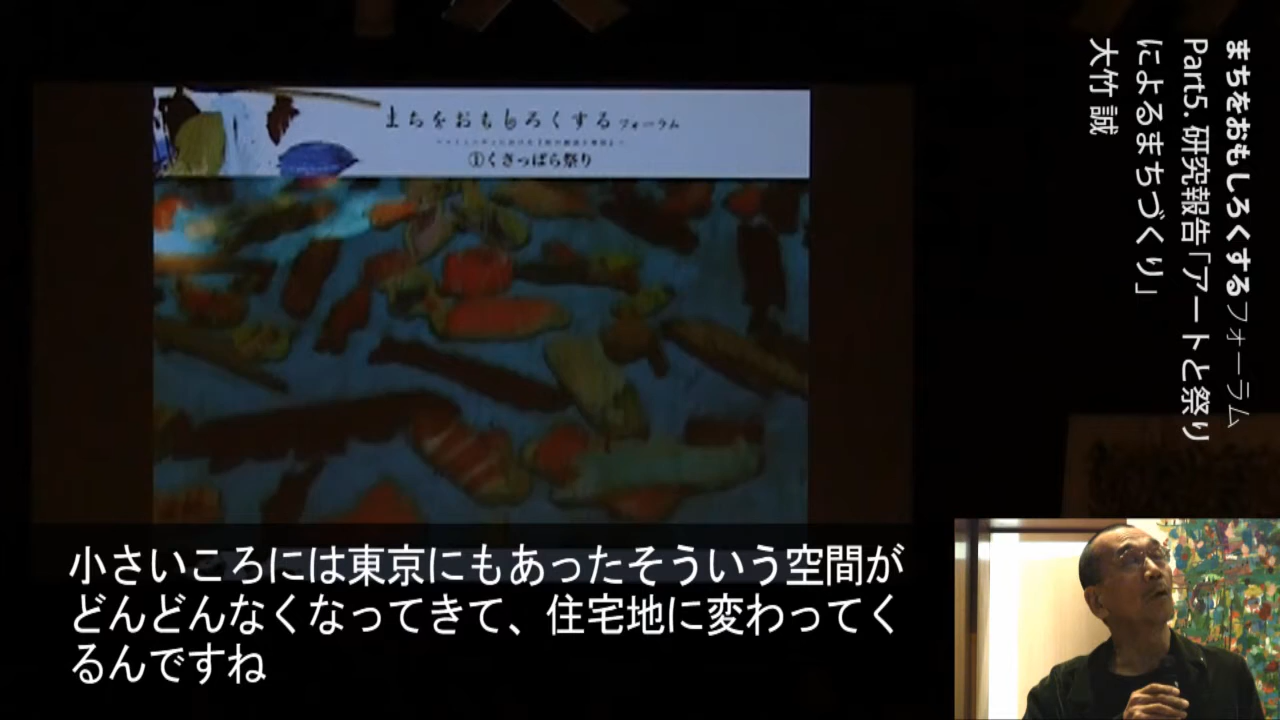 まちをおもしろくするフォーラム
Part5. 研究報告「アートと祭り
によるまちづくり」
大竹 誠
まちをおもしろくするフォーラム
①くさっぱら祭り
小さいころには東京にもあったそういう空間が
どんどんなくなってきて、住宅地に変わってく
るんですね